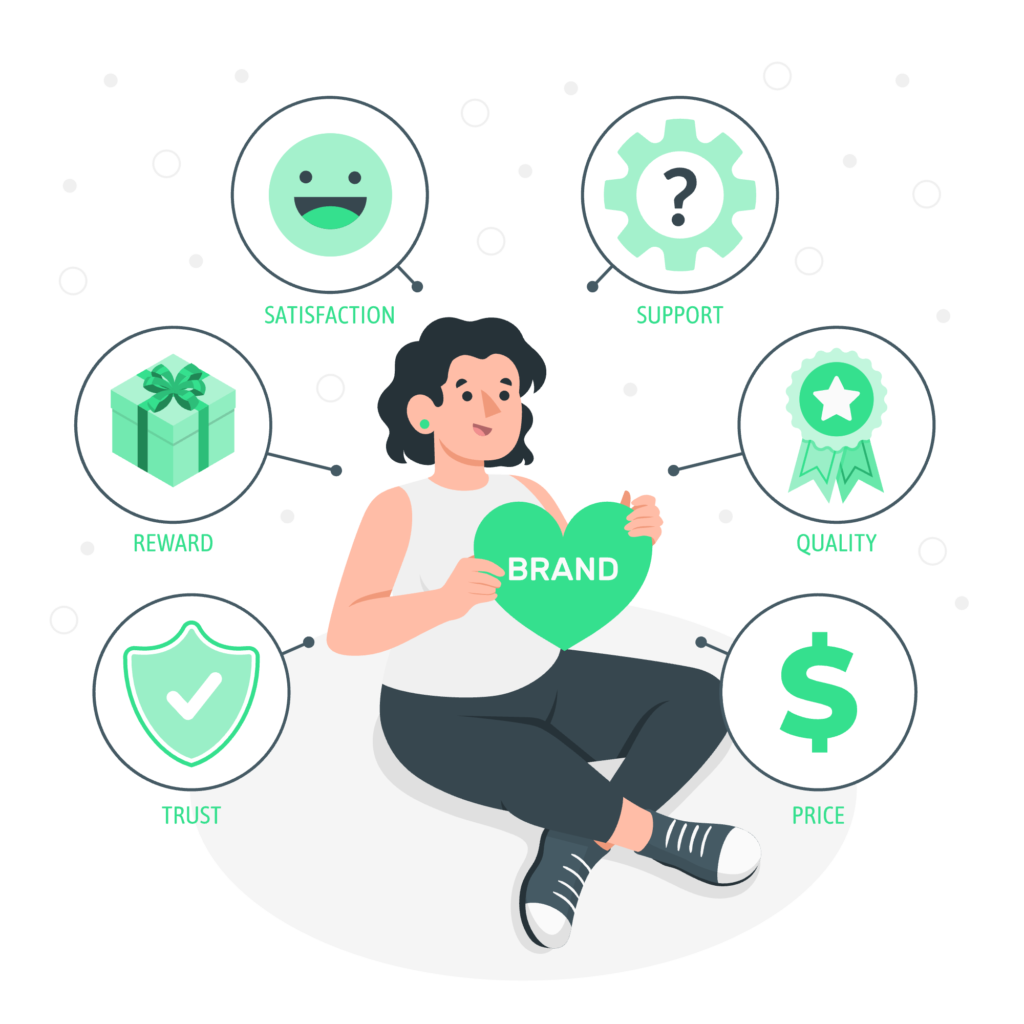 SATISFACTION
SUPPORT
?
REWARD
QUALITY
BRAND
$
TRUST
PRICE